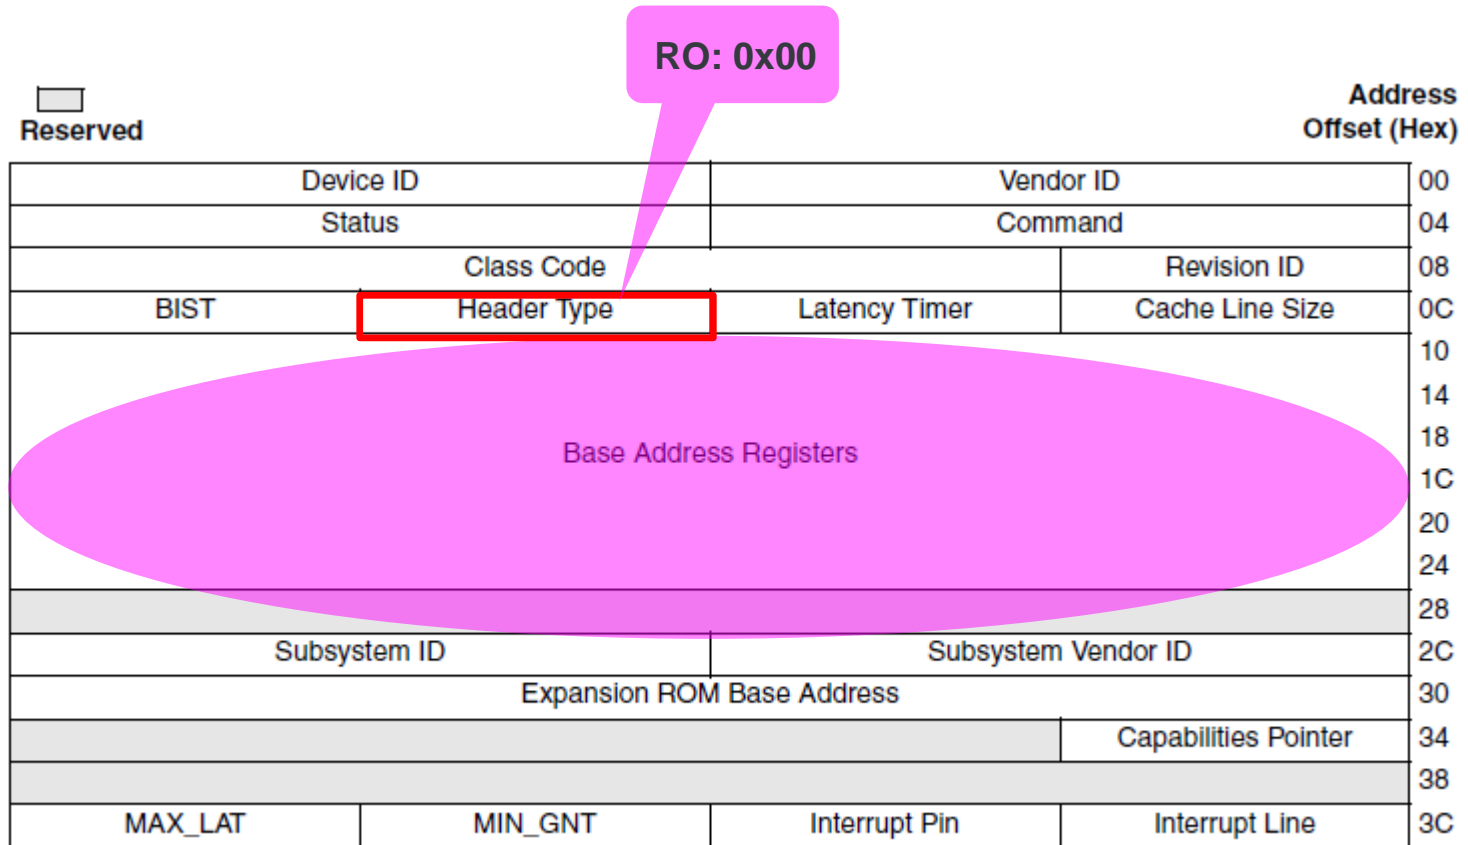 RO: 0x00
Reserved
Address
Offset (Hex)
Device ID Vendor ID 00
Status Command 04
Class Code Revision ID 08
BIST Header Type Latency Timer Cache Line Size 0C
10
14
18
Base Address Registers
1C
20
24
28
Subsystem ID Subsystem Vendor ID 2C
Expansion ROM Base Address 30
Capabilities Pointer 34
38
MAX_LAT MIN_GNT Interrupt Pin Interrupt Line 3C